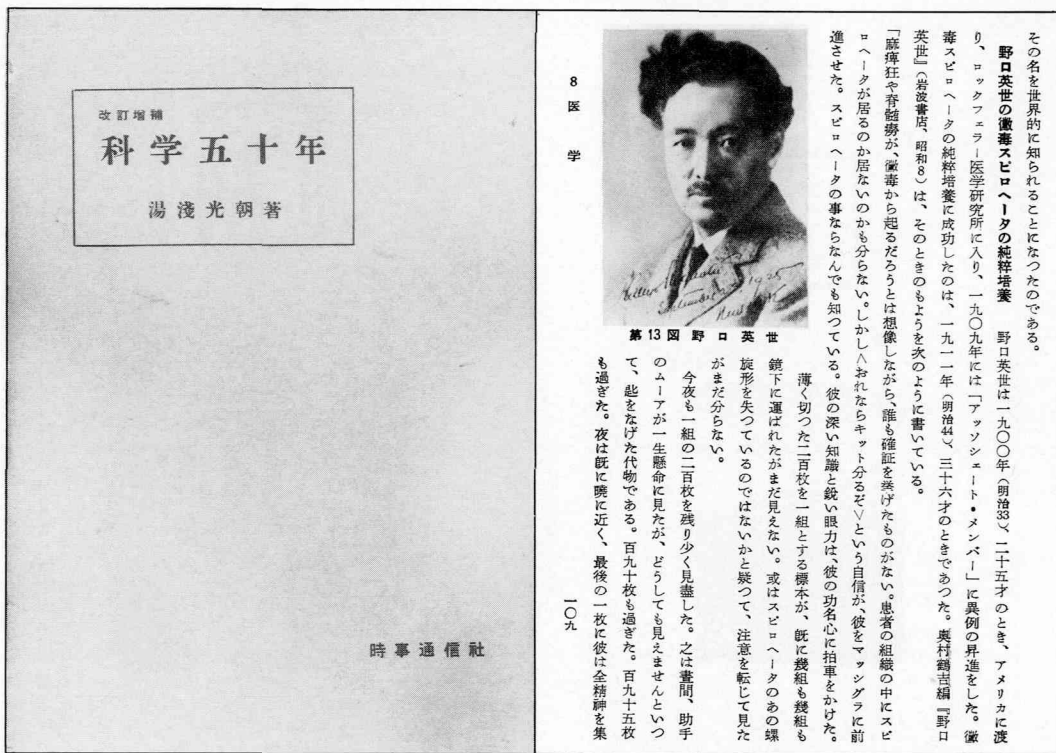 改訂増補
科学五十年
湯淺光朝著
時事通信社
その名を世界的に知られることになつたのである。
野口英世の黴毒スピロヘータの純粋培養　野口英世は一九〇〇年（明治33）、二十五才のとき、アメリカに渡
り、ロックフェラー医学研究所に入り、一九〇九年には「アッソシェート・メンバー」に異例の昇進をした。黴
毒スピロヘータの純粋培養に成功したのは、一九一一年（明治44）、三十六才のときであつた。奥村鶴吉編『野口
英世』（岩波書店、昭和8）は、そのときのもようを次のように書いている。
「麻痺狂や脊髄癆が、黴毒から起るだろうとは想像しながら、誰も確証を挙げたものがない。患者の組織の中にスピ
ロヘータが居るのか居ないのかも分らない。しかし〈おれならキット分るぞ〉という自信が、彼をマッシグラに前
進させた。スピロヘータの事ならなんでも知つている。彼の深い知識と鋭い眼力は、彼の功名心に拍車をかけた。
薄く切つた二百枚を一組とする標本が、既に幾組も幾組も
鏡下に運ばれたがまだ見えない。或はスピロヘータのあの螺
旋形を失つているのではないかと疑つて、注意を転じて見た
がまだ分らない。
今夜も一組の二百枚を残り少く見盡した。之は晝間、助手
のムーアが一生懸命に見たが、どうしても見えませんといつ
て、匙をなげた代物である。百九十枚も過ぎた。百九十五枚
も過ぎた。夜は既に暁に近く、最後の一枚に彼は全精神を集
第13図 野口英世
8 医学
一〇九